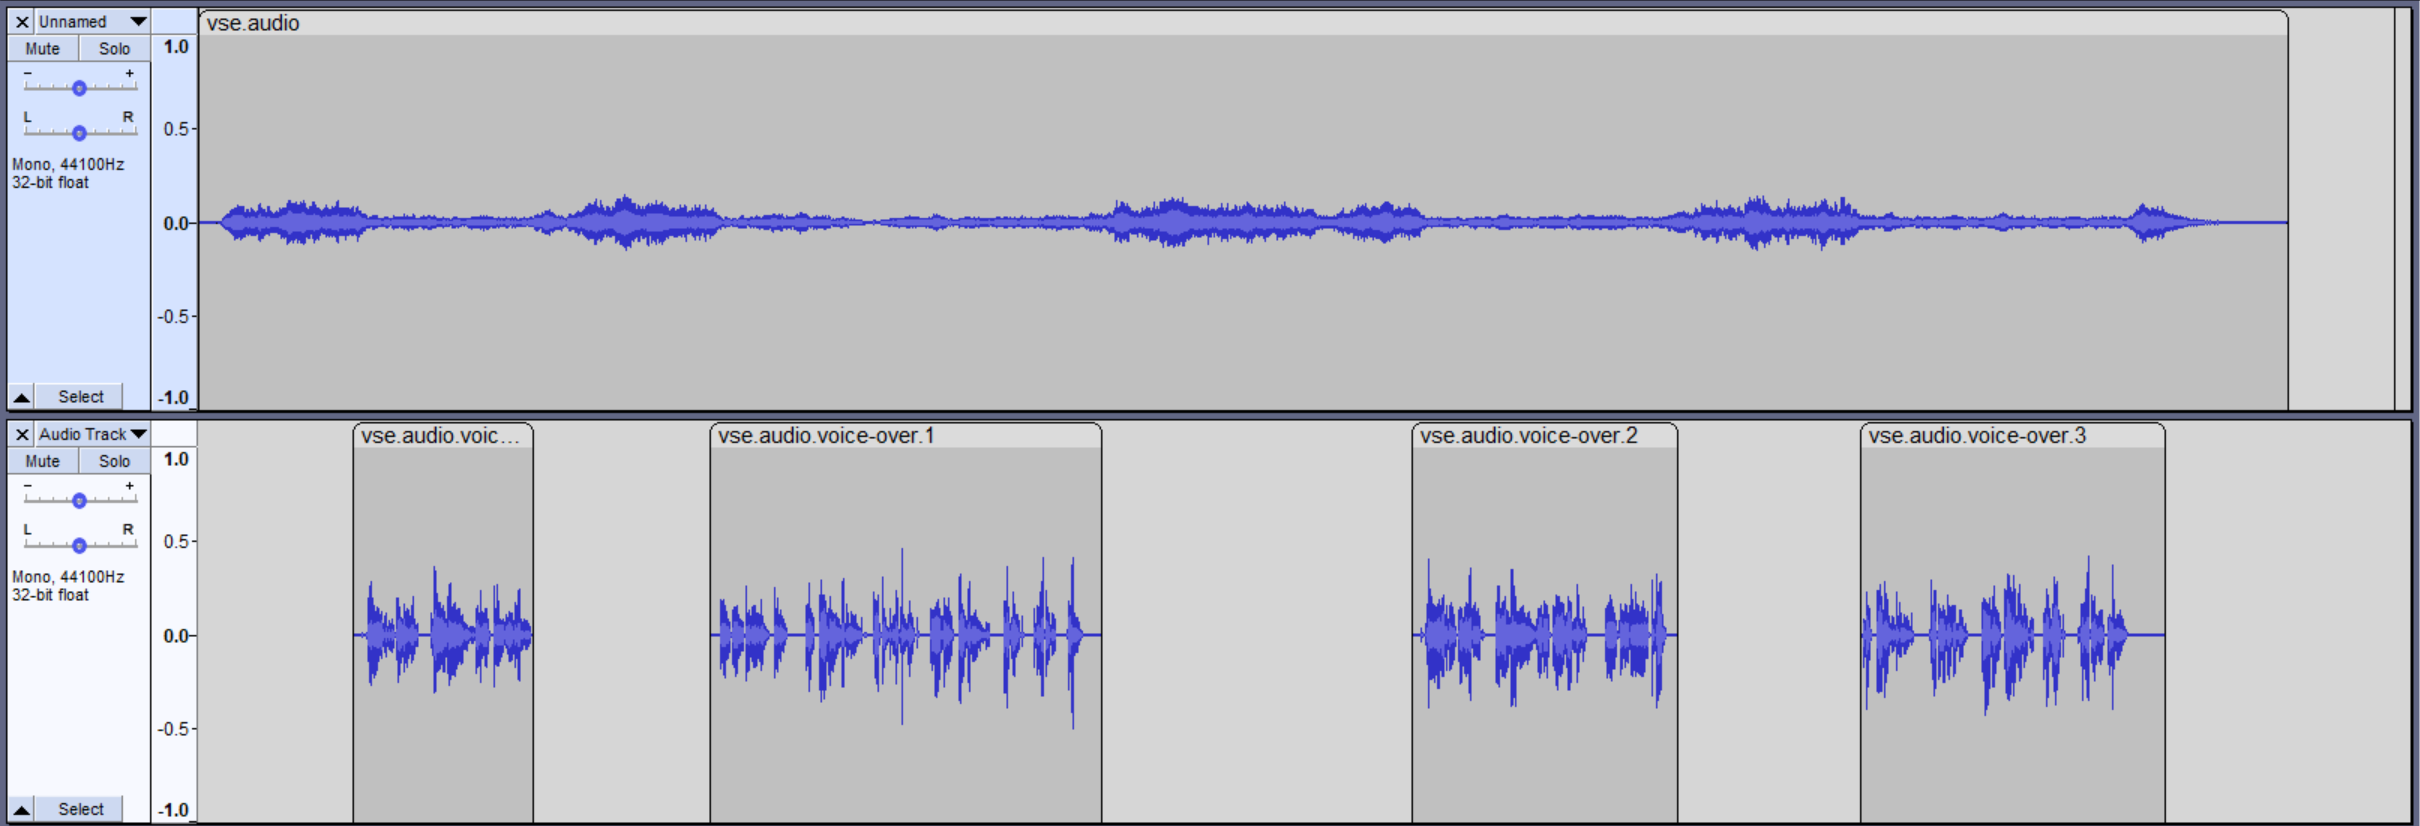 Unnamed
vse.audio
Mute Solo
- +
L R
Mono, 44100Hz
32-bit float
Select
1.0
0.5-
0.0-
-0.5-
-1.0
Audio Track
vse.audio.voic...
vse.audio.voice-over.1
vse.audio.voice-over.2
vse.audio.voice-over.3
Mute Solo
- +
L R
Mono, 44100Hz
32-bit float
Select
1.0
0.5-
0.0-
-0.5-
-1.0